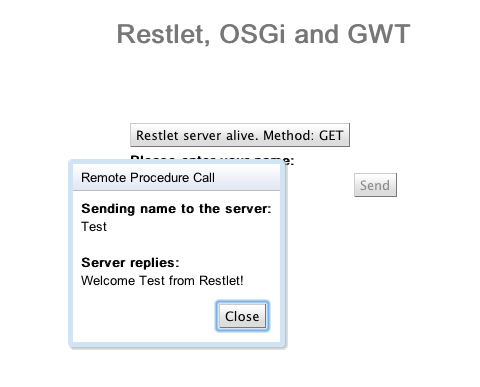 Restlet, OSGi and GWT
Restlet server alive. Method: GET
Please enter your name:
Send
Remote Procedure Call
Sending name to the server:
Test
Server replies:
Welcome Test from Restlet!
Close